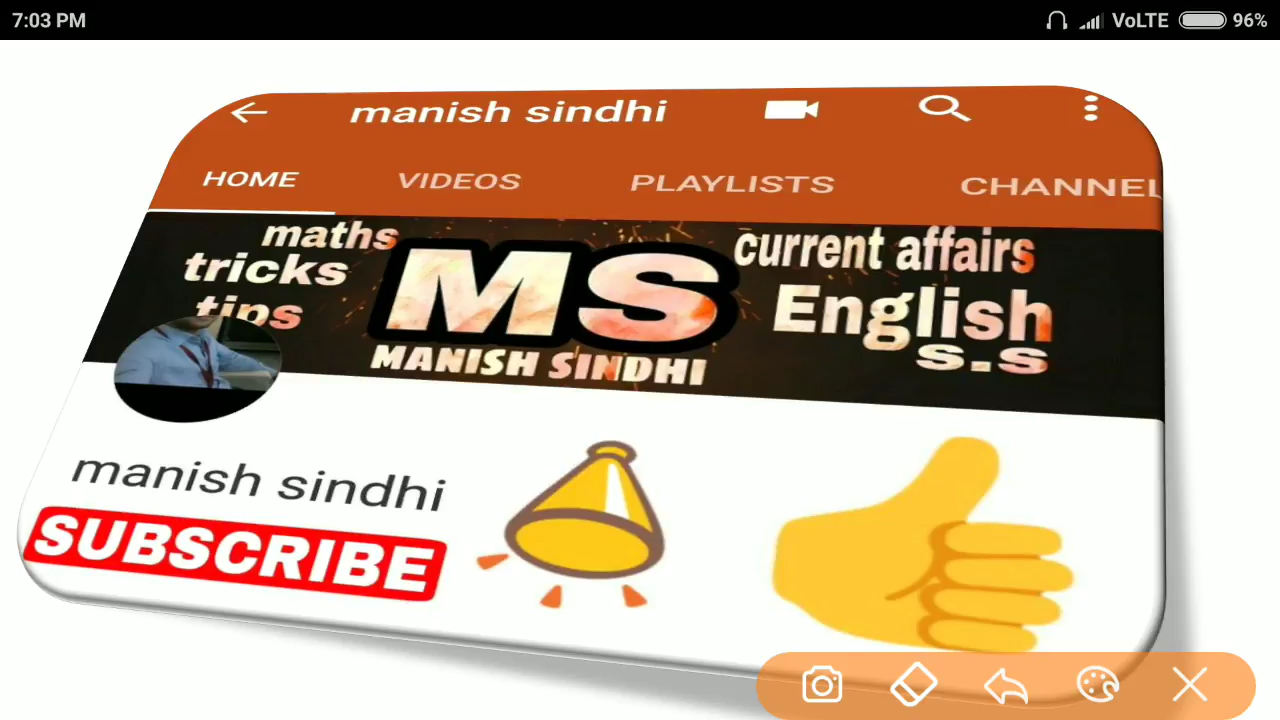 7:03 PM VoLTE 96%
manish sindhi
HOME VIDEOS PLAYLISTS CHANNEL
maths
tricks
tips
MS
MANISH SINDHI
current affairs
English
s.s
manish sindhi
SUBSCRIBE